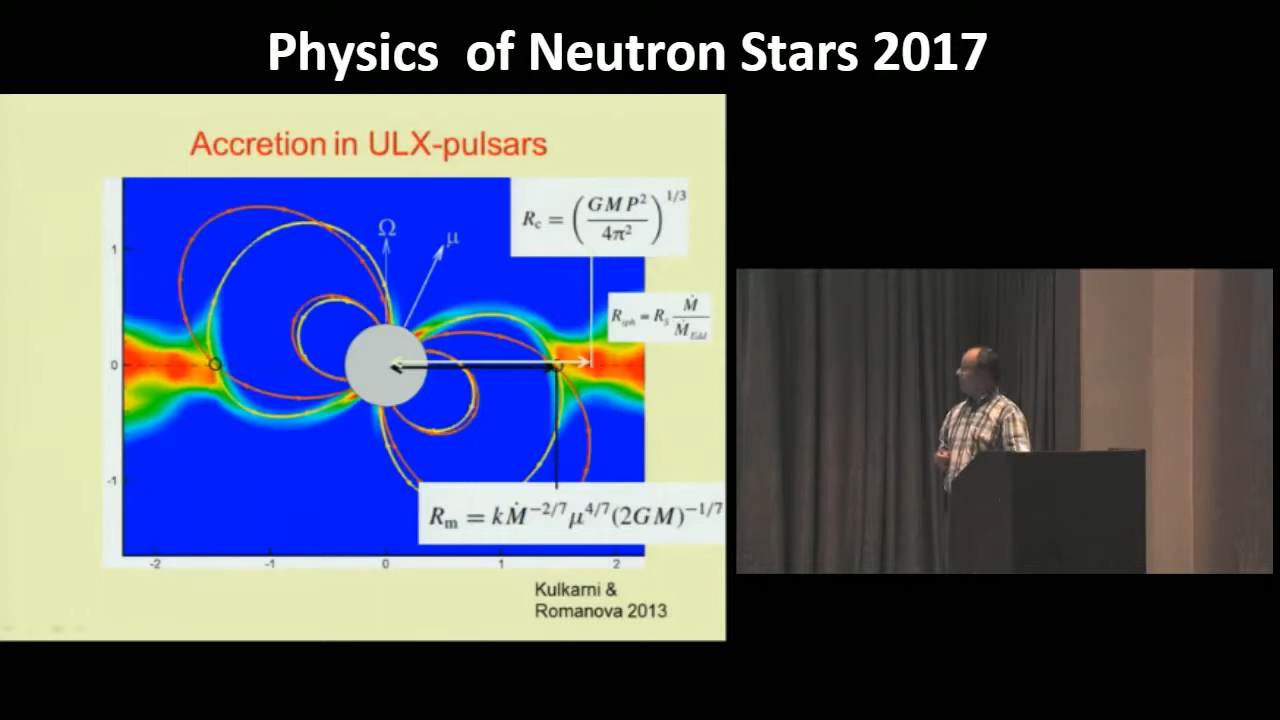 Physics of Neutron Stars 2017
Accretion in ULX-pulsars
R_c = (GMP^2 / 4π^2)^{1/3}
Ω
μ
R_sph = R_S Ṁ / Ṁ_Edd
1
0
-1
R_m = kṀ^{-2/7}μ^{4/7}(2GM)^{-1/7}
-2 -1 0 1 2
Kulkarni &
Romanova 2013